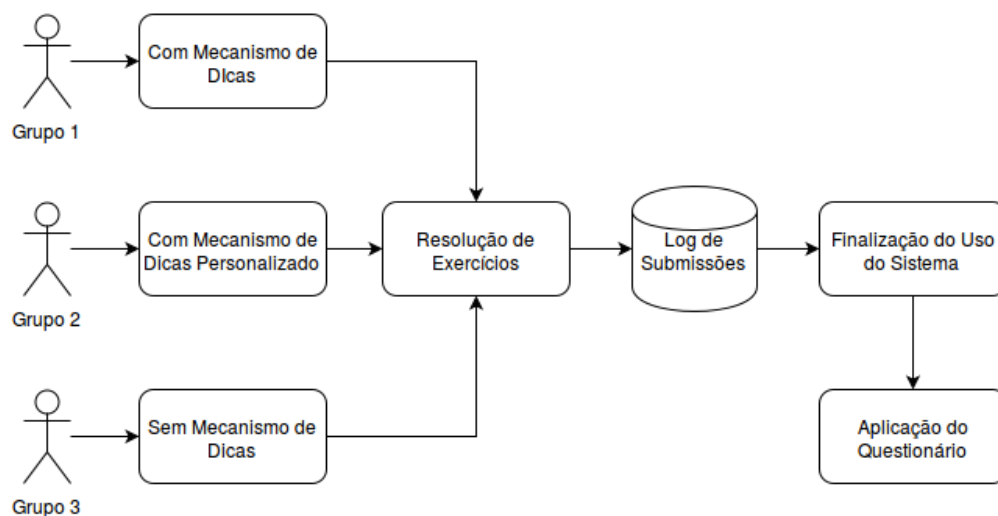 Com Mecanismo de
DIcas
Grupo 1
Com Mecanismo de
Dicas Personalizado
Grupo 2
Sem Mecanismo de
Dicas
Grupo 3
Resolução de
Exercícios
Log de
Submissões
Finalização do Uso
do Sistema
Aplicação do
Questionário